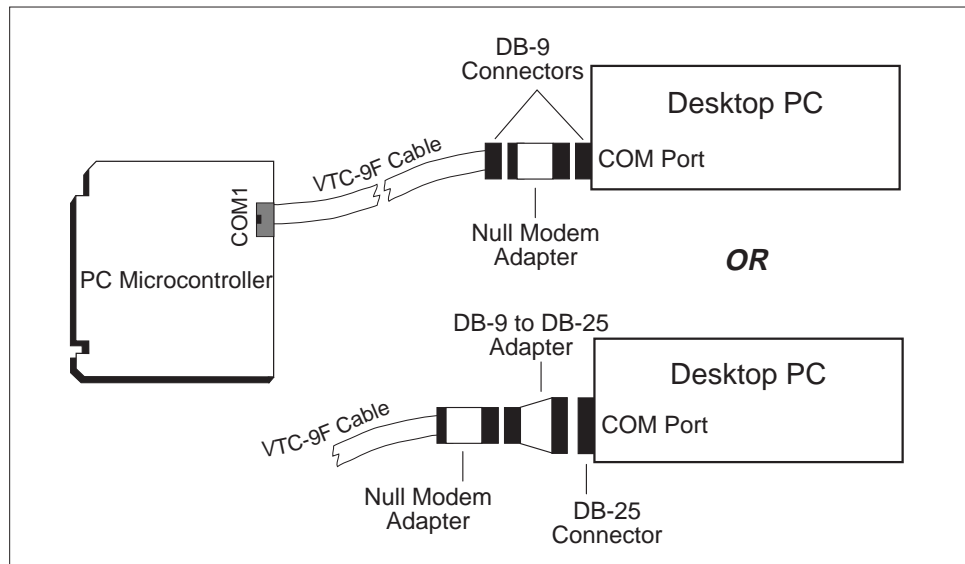 DB-9
Connectors
Desktop PC
COM Port
VTC-9F Cable
COM1
PC Microcontroller
Null Modem
Adapter
OR
DB-9 to DB-25
Adapter
Desktop PC
COM Port
VTC-9F Cable
Null Modem
Adapter
DB-25
Connector